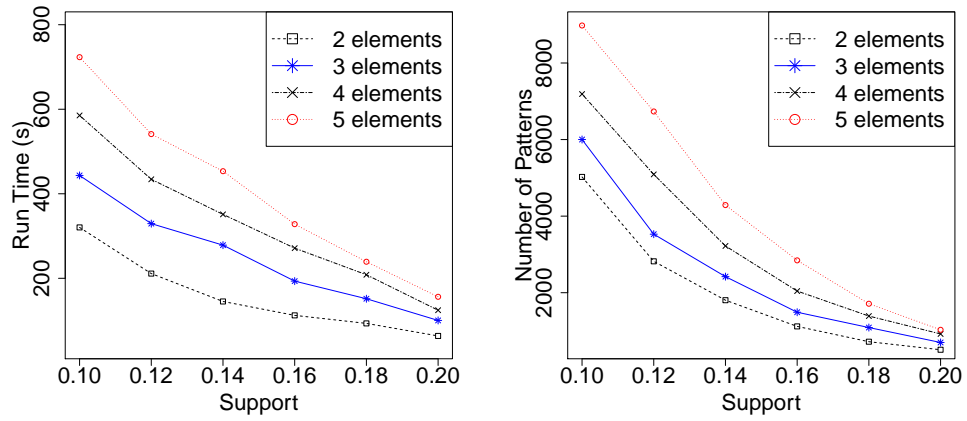 Run Time (s)
200
400
600
800
2 elements
3 elements
4 elements
5 elements
0.10 0.12 0.14 0.16 0.18 0.20
Support
Number of Patterns
2000
4000
6000
8000
2 elements
3 elements
4 elements
5 elements
0.10 0.12 0.14 0.16 0.18 0.20
Support